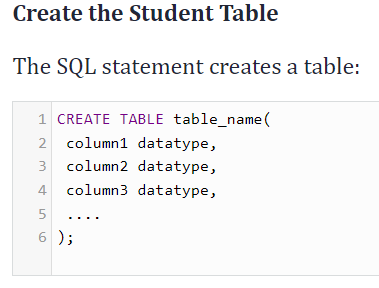 Create the Student Table
The SQL statement creates a table:
1 CREATE TABLE table_name(
2  column1 datatype,
3  column2 datatype,
4  column3 datatype,
5  ....
6 );